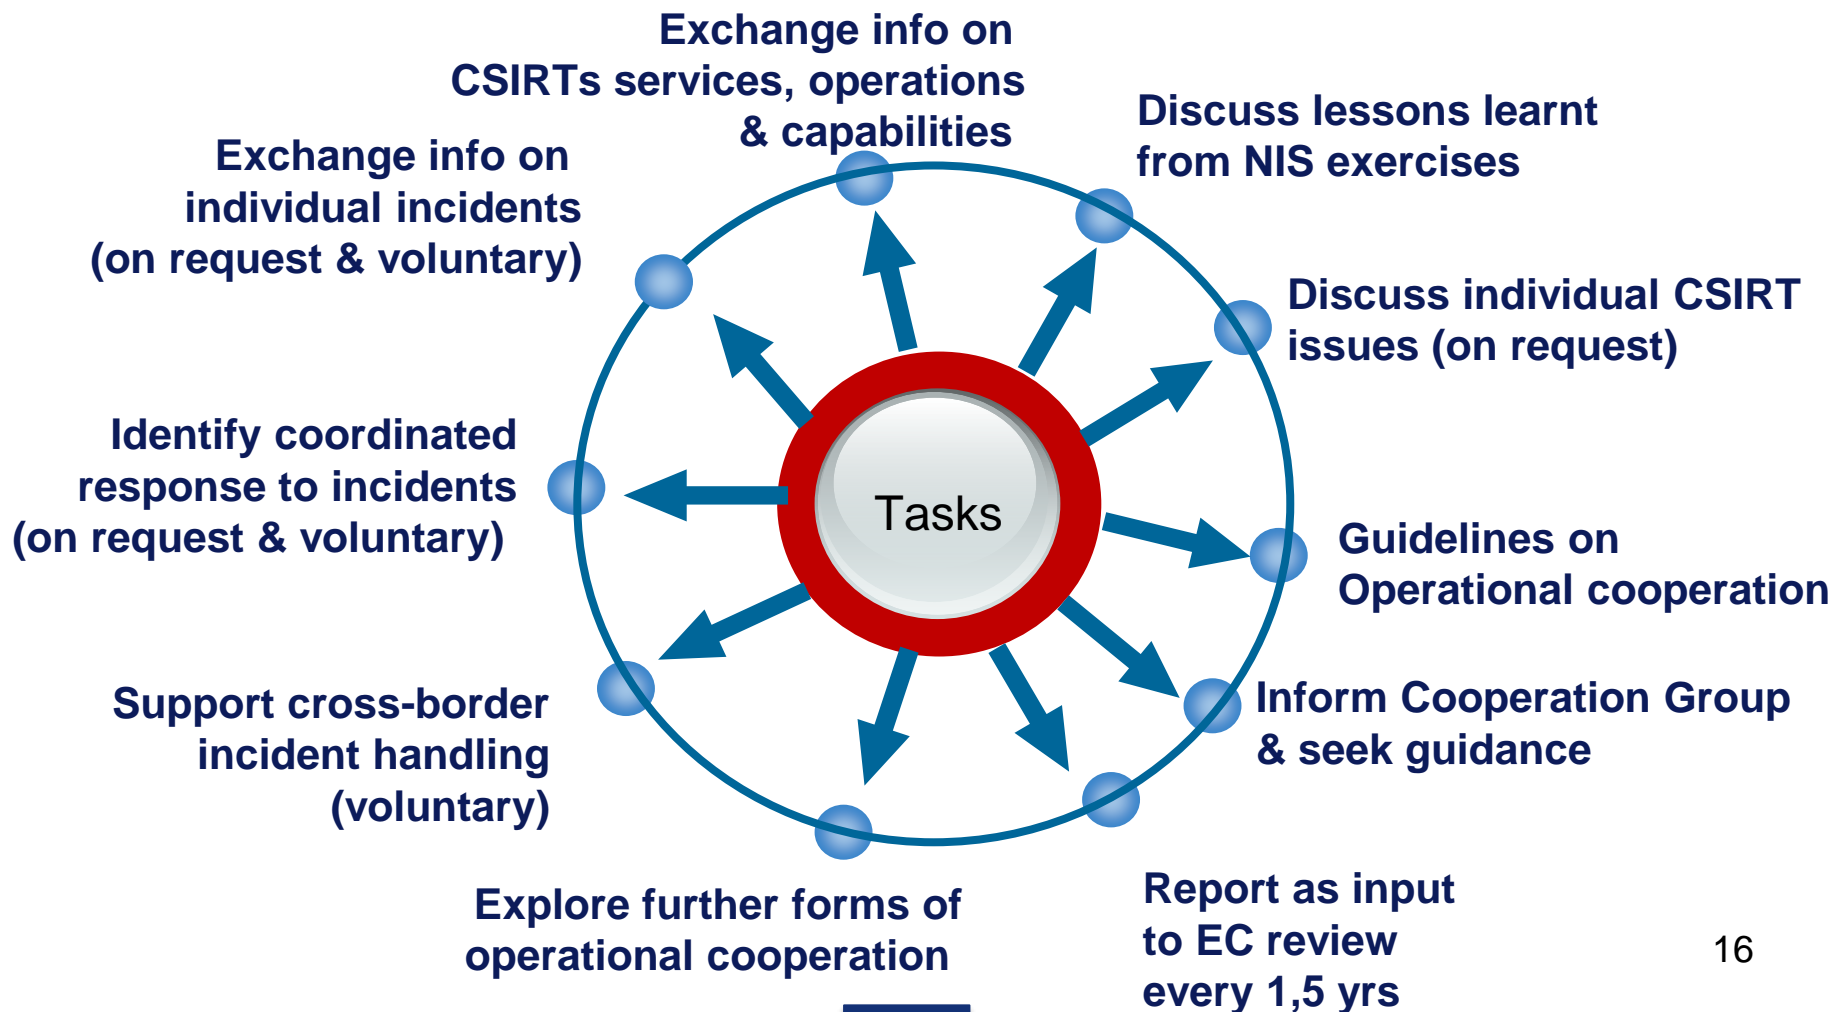 Exchange info on
CSIRTs services, operations
& capabilities
Discuss lessons learnt
from NIS exercises
Exchange info on
individual incidents
(on request & voluntary)
Discuss individual CSIRT
issues (on request)
Identify coordinated
response to incidents
(on request & voluntary)
Tasks
Guidelines on
Operational cooperation
Support cross-border
incident handling
(voluntary)
Inform Cooperation Group
& seek guidance
Explore further forms of
operational cooperation
Report as input
to EC review
every 1,5 yrs
16